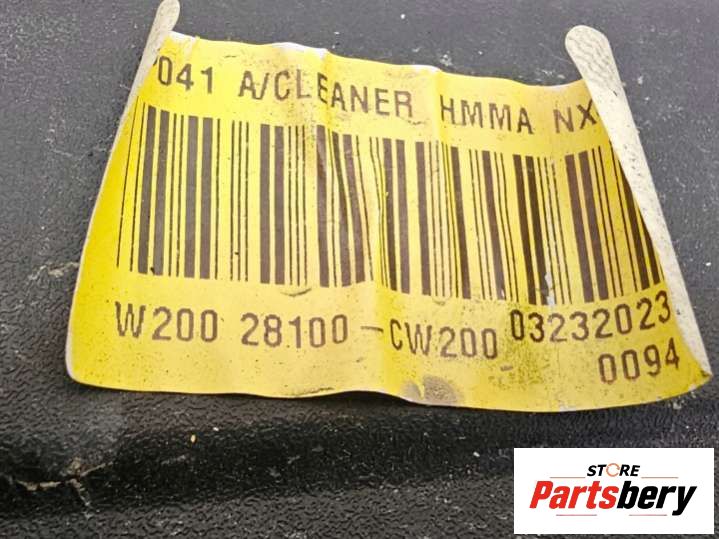 041 A/CLEANER HMMA NX
W200 28100-CW200 03232023
0094
STORE
Partsbery